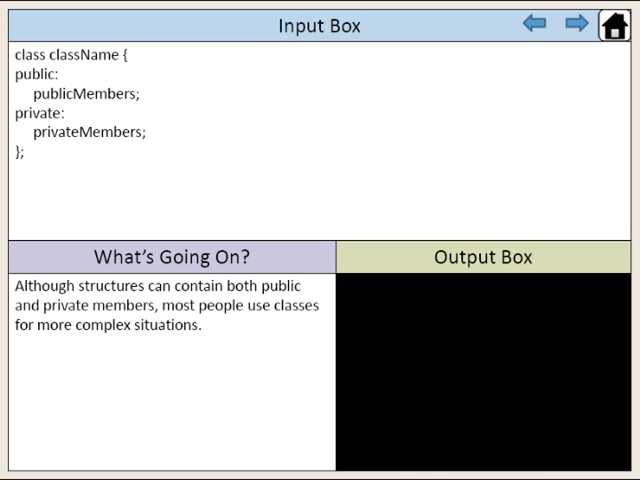 Input Box
class className {
public:
publicMembers;
private:
privateMembers;
};
What's Going On?
Although structures can contain both public
and private members, most people use classes
for more complex situations.
Output Box